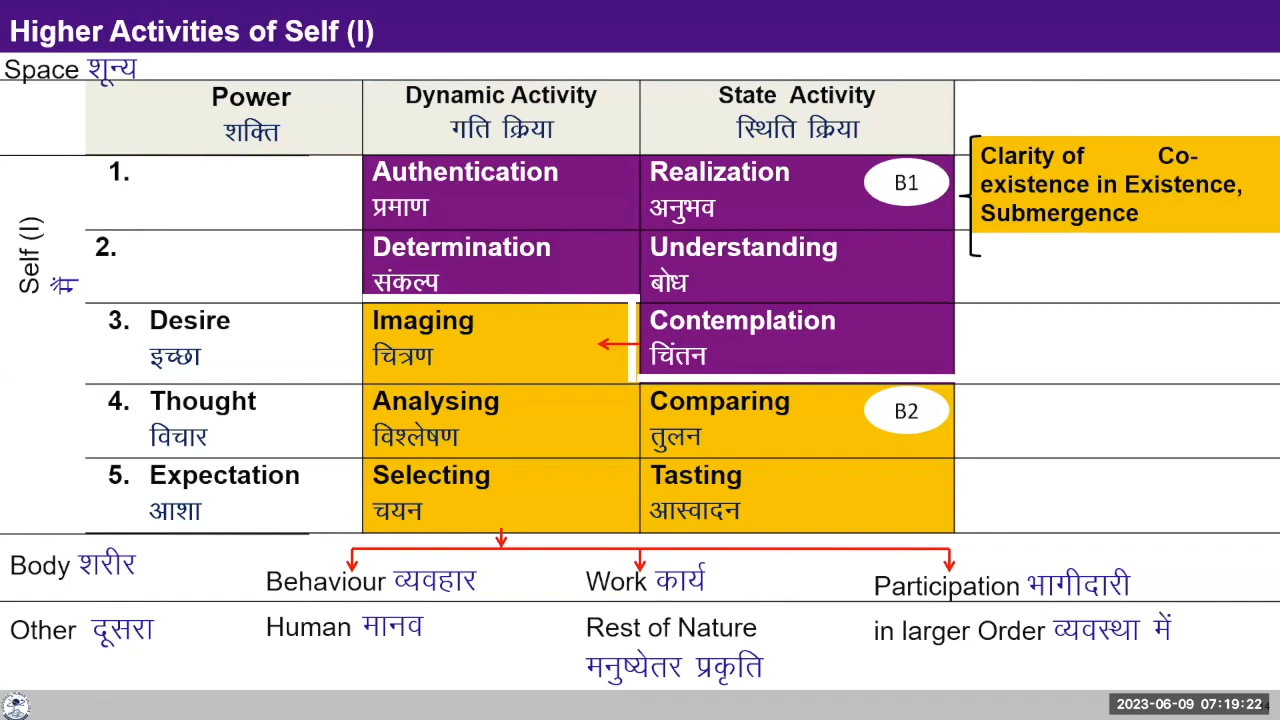 Higher Activities of Self (I)
Space शून्य
Power Dynamic Activity State Activity
शक्ति गति क्रिया स्थिति क्रिया
1. Authentication Realization B1
प्रमाण अनुभव
Clarity of Co-
existence in Existence,
Submergence
Self (I)
मैं
2. Determination Understanding
संकल्प बोध
3. Desire Imaging Contemplation
इच्छा चित्रण चिंतन
4. Thought Analysing Comparing B2
विचार विश्लेषण तुलन
5. Expectation Selecting Tasting
आशा चयन आस्वादन
Body शरीर Behaviour व्यवहार Work कार्य Participation भागीदारी
Other दूसरा Human मानव Rest of Nature in larger Order व्यवस्था में
मनुष्येतर प्रकृति
2023-06-09 07:19:22